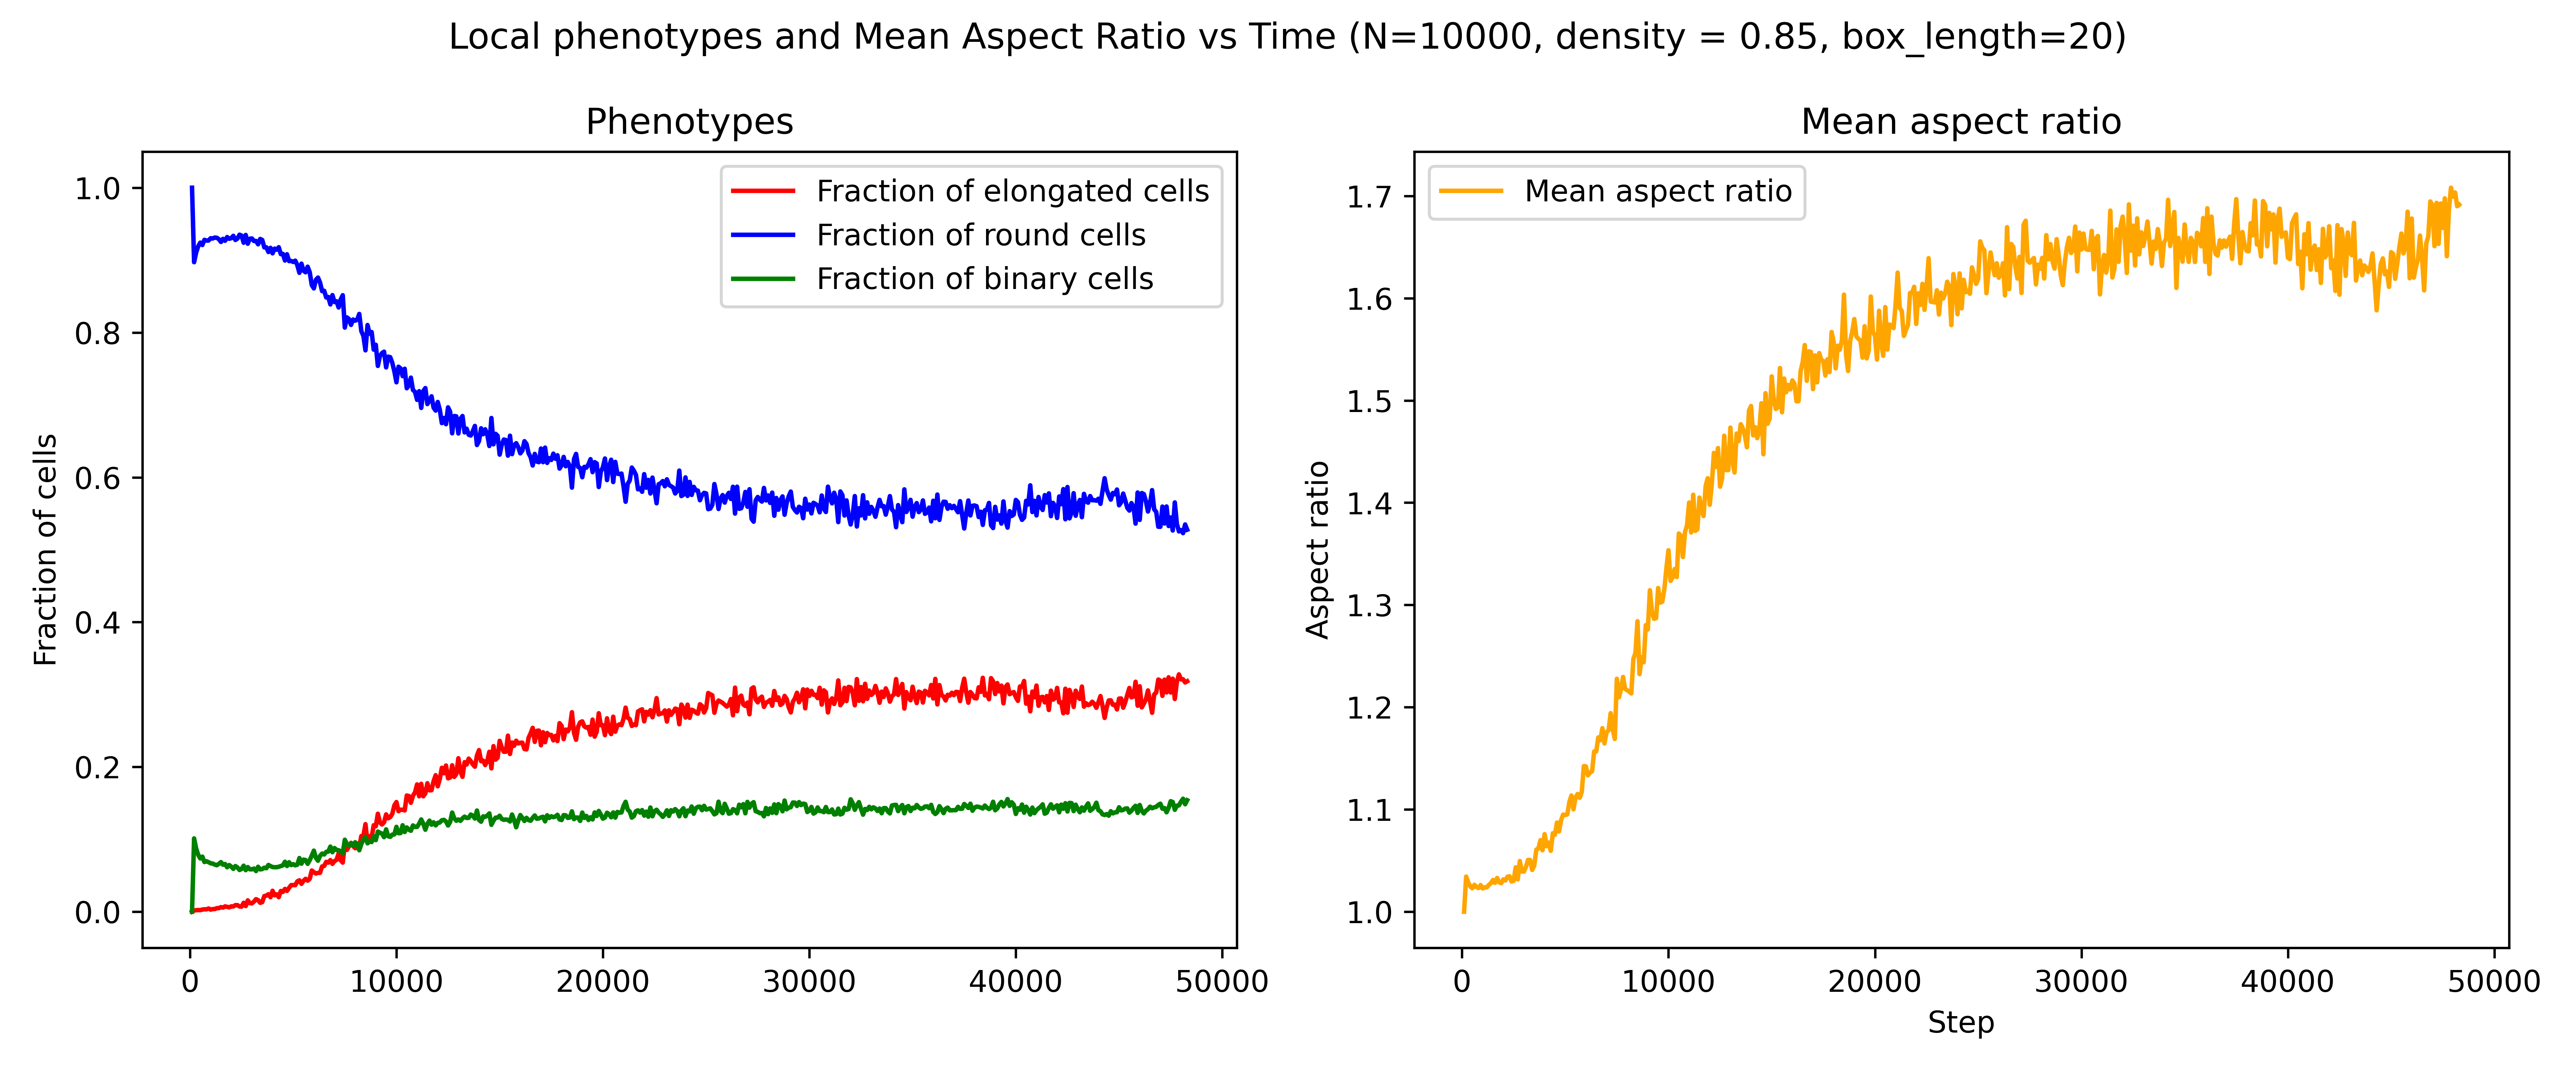 Local phenotypes and Mean Aspect Ratio vs Time (N=10000, density = 0.85, box_length=20)
Phenotypes
Fraction of cells
1.0
0.8
0.6
0.4
0.2
0.0
Fraction of elongated cells
Fraction of round cells
Fraction of binary cells
0 10000 20000 30000 40000 50000
Mean aspect ratio
Aspect ratio
1.7
1.6
1.5
1.4
1.3
1.2
1.1
1.0
Mean aspect ratio
0 10000 20000 30000 40000 50000
Step